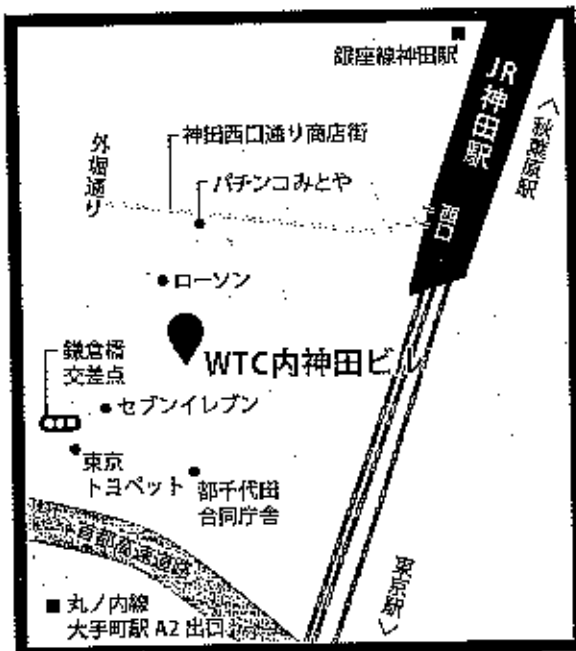 銀座線神田駅
JR神田駅
〈秋葉原駅
神田西口通り商店街
外堀通り
パチンコみとや
西口
ローソン
WTC内神田ビル
鎌倉橋
交差点
セブンイレブン
東京
トヨペット
都千代田
合同庁舎
首都高速道路
東京駅〉
丸ノ内線
大手町駅 A2 出口